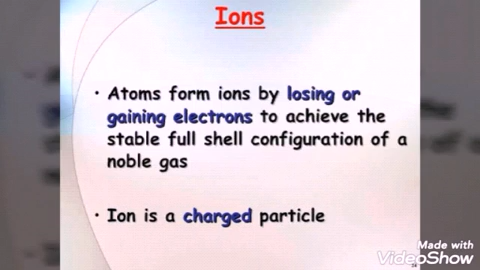 Ions
• Atoms form ions by losing or
gaining electrons to achieve the
stable full shell configuration of a
noble gas
• Ion is a charged particle
Made with
VideoShow